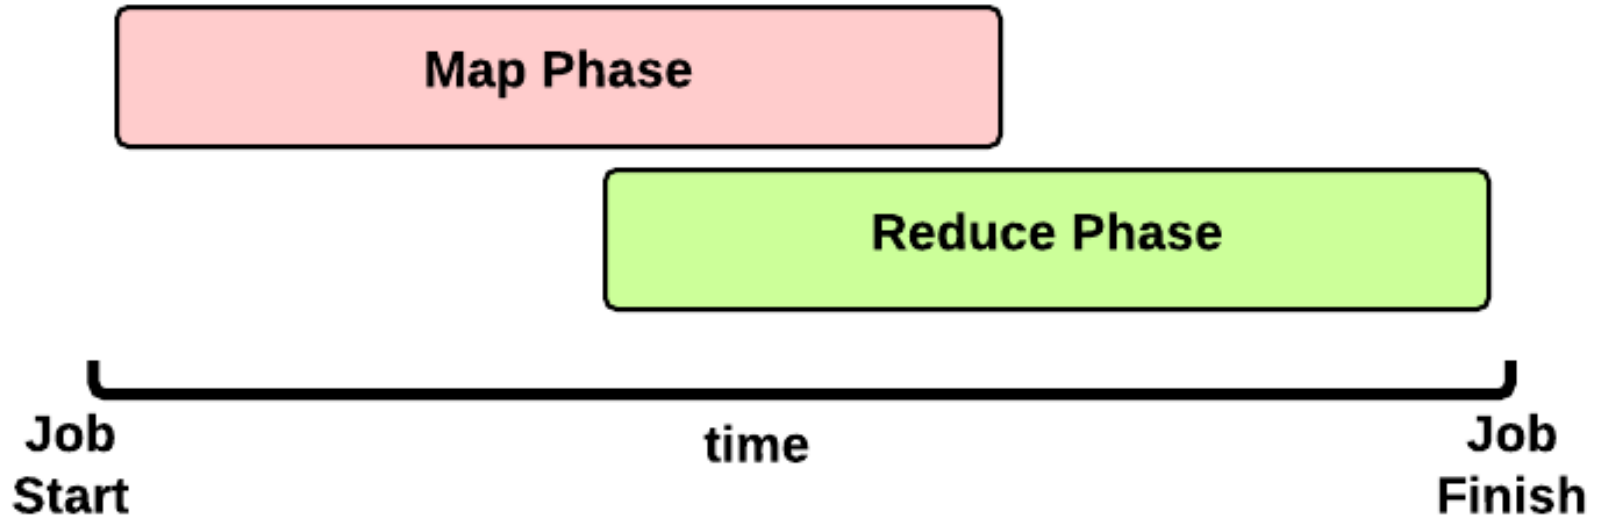 Map Phase
Reduce Phase
Job
Start
time
Job
Finish